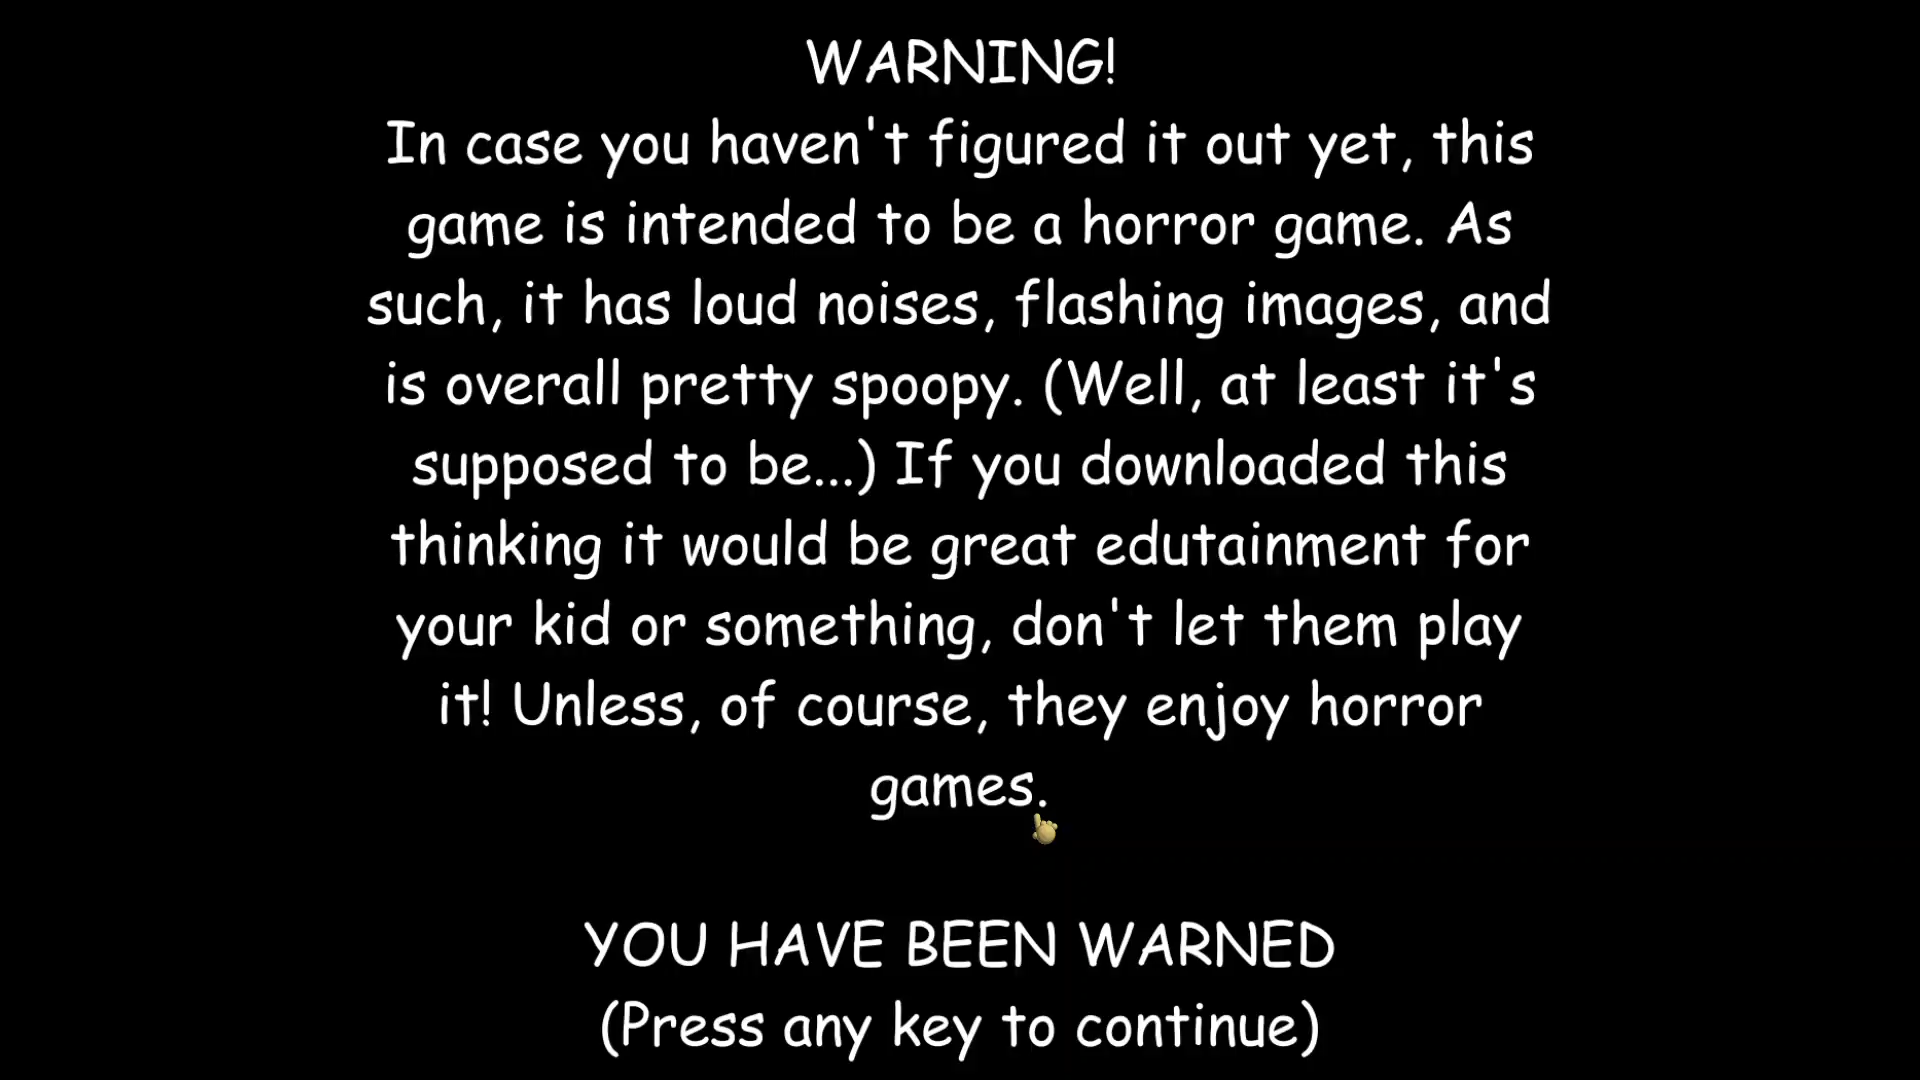 WARNING!
In case you haven't figured it out yet, this
game is intended to be a horror game. As
such, it has loud noises, flashing images, and
is overall pretty spoopy. (Well, at least it's
supposed to be...) If you downloaded this
thinking it would be great edutainment for
your kid or something, don't let them play
it! Unless, of course, they enjoy horror
games.
YOU HAVE BEEN WARNED
(Press any key to continue)